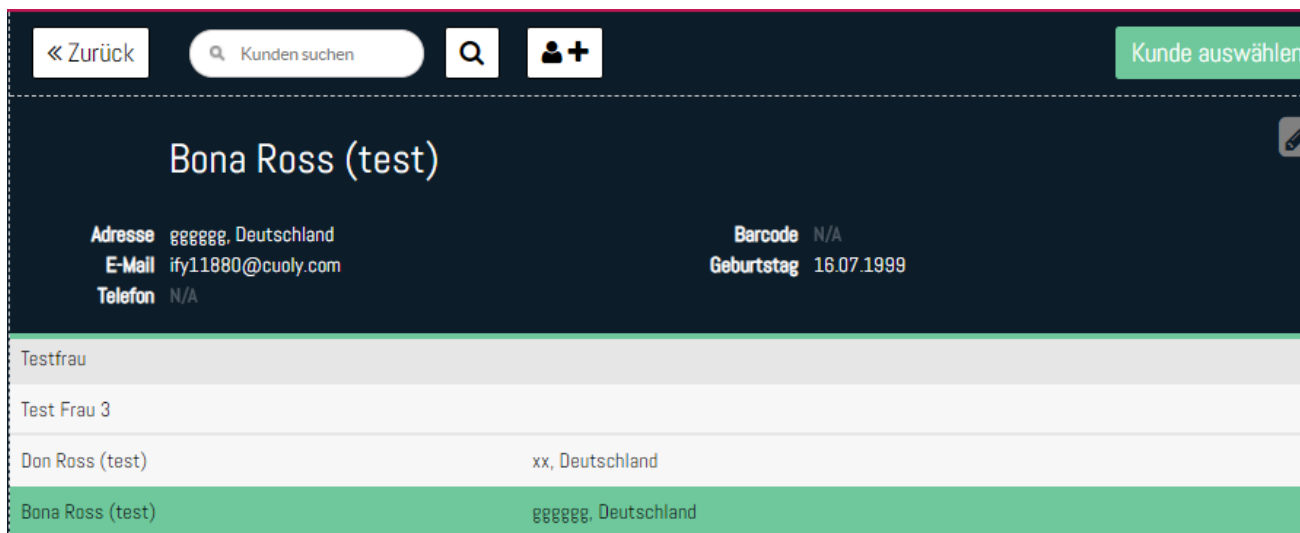 « Zurück Kunden suchen Kunde auswählen
Bona Ross (test)
Adresse gggggg, Deutschland Barcode N/A
E-Mail ify11880@cuoly.com Geburtstag 16.07.1999
Telefon N/A
Testfrau
Test Frau 3
Don Ross (test) xx, Deutschland
Bona Ross (test) gggggg, Deutschland